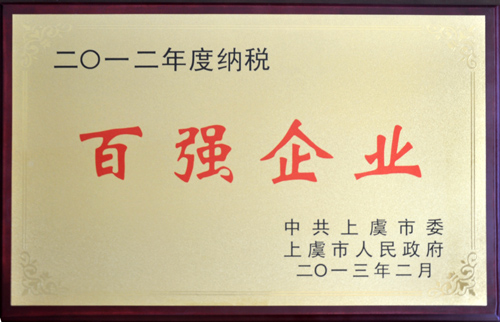 二〇一二年度纳税
百强企业
中共上虞市委
上虞市人民政府
二〇一三年二月